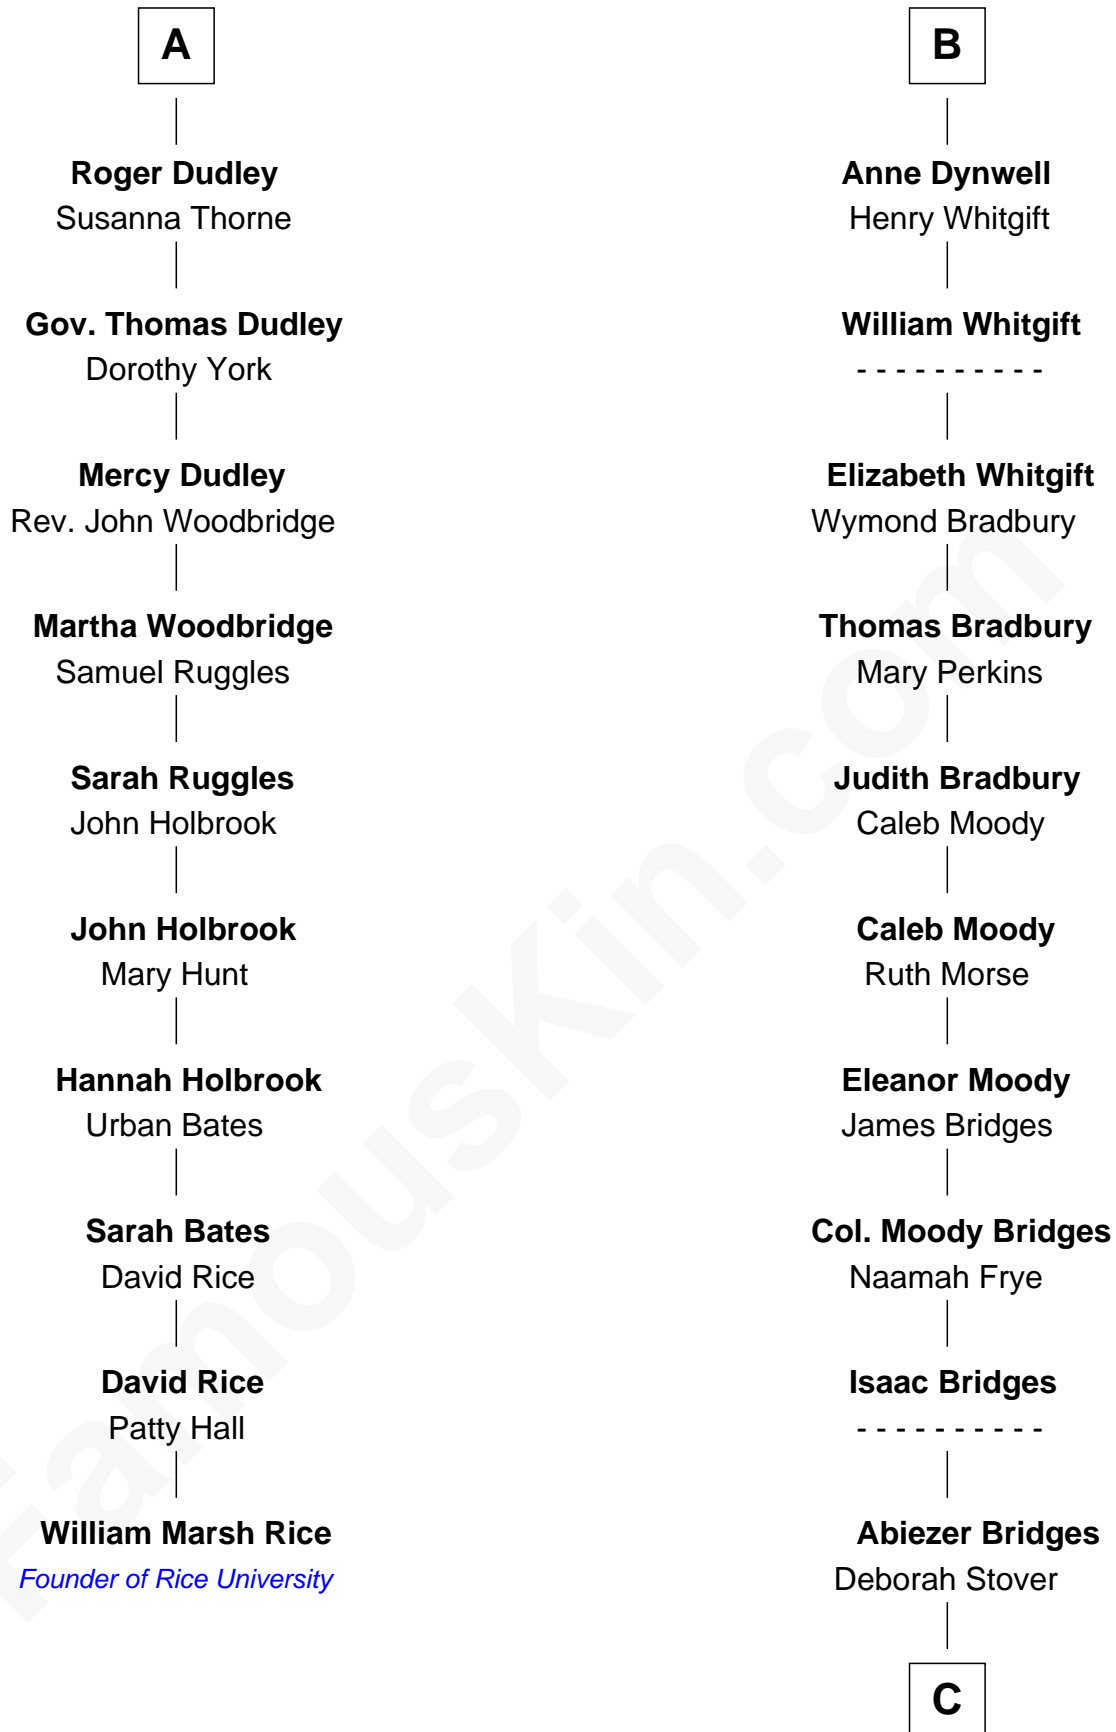 A
Roger Dudley
Susanna Thorne
Gov. Thomas Dudley
Dorothy York
Mercy Dudley
Rev. John Woodbridge
Martha Woodbridge
Samuel Ruggles
Sarah Ruggles
John Holbrook
John Holbrook
Mary Hunt
Hannah Holbrook
Urban Bates
Sarah Bates
David Rice
David Rice
Patty Hall
William Marsh Rice
Founder of Rice University
B
Anne Dynwell
Henry Whitgift
William Whitgift
- - - - - - - - - -
Elizabeth Whitgift
Wymond Bradbury
Thomas Bradbury
Mary Perkins
Judith Bradbury
Caleb Moody
Caleb Moody
Ruth Morse
Eleanor Moody
James Bridges
Col. Moody Bridges
Naamah Frye
Isaac Bridges
- - - - - - - - - -
Abiezer Bridges
Deborah Stover
C
FamousKin.com